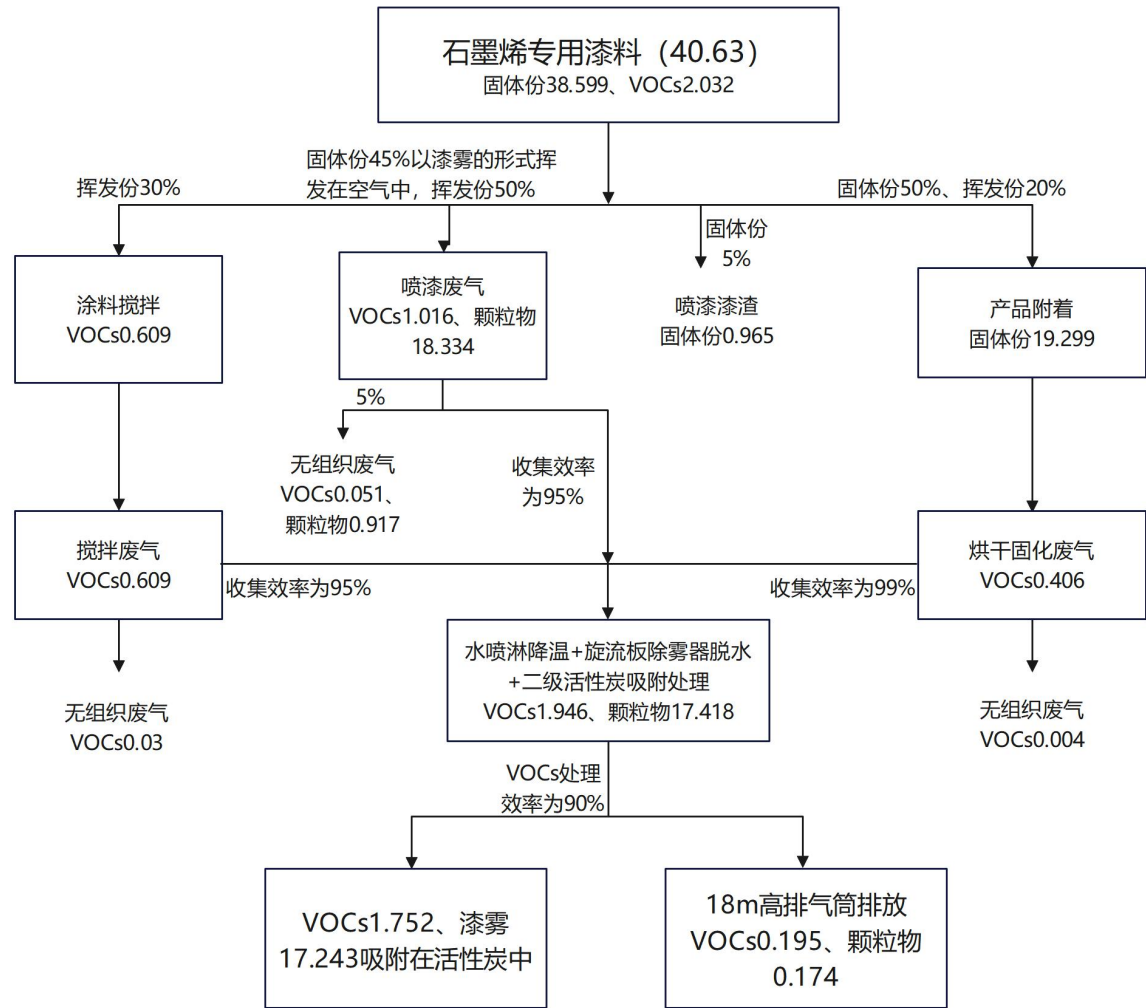 石墨烯专用漆料（40.63）
固体份38.599、VOCs2.032
挥发份30%
固体份45%以漆雾的形式挥
发在空气中，挥发份50%
固体份50%、挥发份20%
固体份
5%
涂料搅拌
VOCs0.609
喷漆废气
VOCs1.016、颗粒物
18.334
喷漆漆渣
固体份0.965
产品附着
固体份19.299
5%
无组织废气
VOCs0.051、
颗粒物0.917
收集效率
为95%
搅拌废气
VOCs0.609
烘干固化废气
VOCs0.406
收集效率为95%
收集效率为99%
水喷淋降温+旋流板除雾器脱水
+二级活性炭吸附处理
VOCs1.946、颗粒物17.418
无组织废气
VOCs0.03
无组织废气
VOCs0.004
VOCs处理
效率为90%
VOCs1.752、漆雾
17.243吸附在活性炭中
18m高排气筒排放
VOCs0.195、颗粒物
0.174